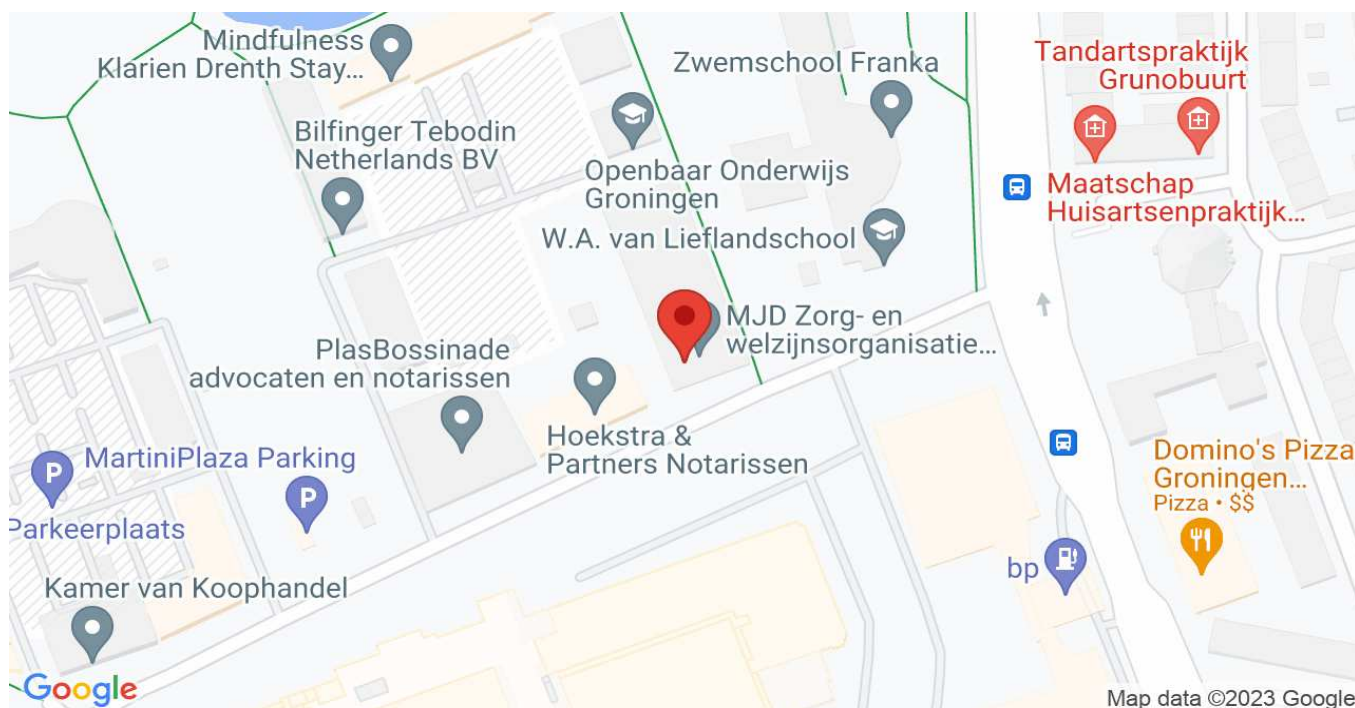 Mindfulness
Klarien Drenth Stay...
Zwemschool Franka
Tandartspraktijk
Grunobuurt
Bilfinger Tebodin
Netherlands BV
Openbaar Onderwijs
Groningen
Maatschap
Huisartsenpraktijk...
W.A. van Lieflandschool
MJD Zorg- en
welzijnsorganisatie...
PlasBossinade
advocaten en notarissen
Hoekstra &
Partners Notarissen
MartiniPlaza Parking
P
P
Parkeerplaats
Domino's Pizza
Groningen...
Pizza • $$
bp
Kamer van Koophandel
Google
Map data ©2023 Google